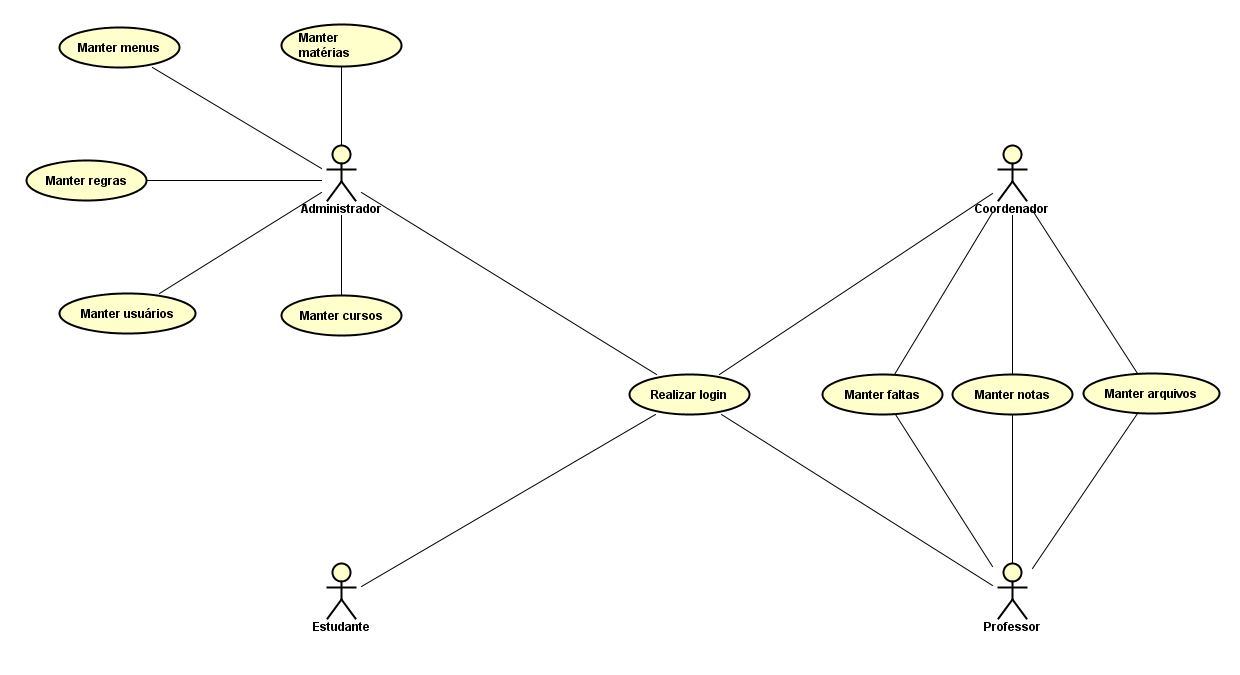 Manter menus
Manter
matérias
Manter regras
Administrador
Coordenador
Manter usuários
Manter cursos
Realizar login
Manter faltas
Manter notas
Manter arquivos
Estudante
Professor